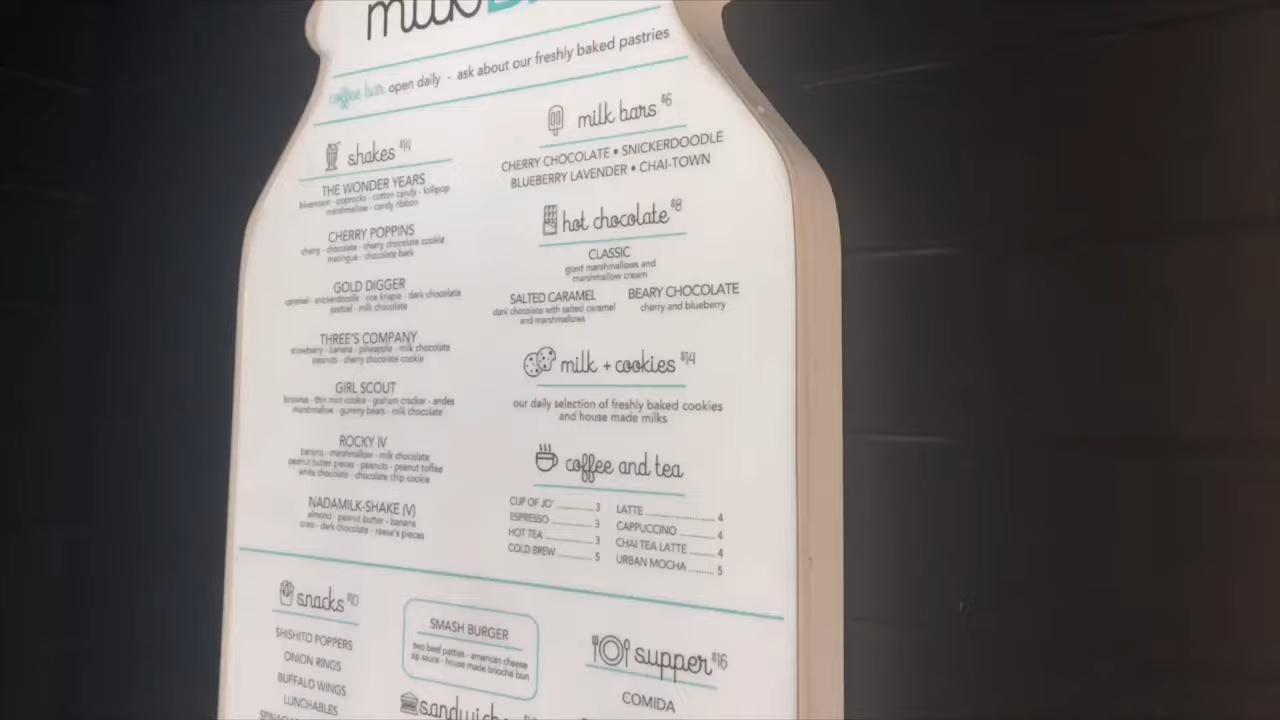 milk
coffee bar open daily - ask about our freshly baked pastries
shakes $14
THE WONDER YEARS
bluemoon - poprocks - cotton candy - lollipop
marshmallow - candy ribbon
CHERRY POPPINS
cherry - chocolate - cherry chocolate cookie
meringue - chocolate bark
GOLD DIGGER
caramel - snickerdoodle - rice krispie - dark chocolate
pretzel - milk chocolate
THREE'S COMPANY
strawberry - banana - pineapple - milk chocolate
peanuts - cherry chocolate cookie
GIRL SCOUT
brownie - thin mint cookie - graham cracker - andes
marshmallow - gummy bears - milk chocolate
ROCKY IV
banana - marshmallow - milk chocolate
peanut butter pieces - peanuts - peanut toffee
white chocolate - chocolate chip cookie
NADAMILK-SHAKE (V)
almond - peanut butter - banana
oreo - dark chocolate - reese's pieces
milk bars $6
CHERRY CHOCOLATE • SNICKERDOODLE
BLUEBERRY LAVENDER • CHAI-TOWN
hot chocolate $8
CLASSIC
giant marshmallows and
marshmallow cream
SALTED CARAMEL
dark chocolate with salted caramel
and marshmallows
BEARY CHOCOLATE
cherry and blueberry
milk + cookies $14
our daily selection of freshly baked cookies
and house made milks
coffee and tea
CUP OF JO' 3
ESPRESSO 3
HOT TEA 3
COLD BREW 5
LATTE 4
CAPPUCCINO 4
CHAI TEA LATTE 4
URBAN MOCHA 5
snacks $10
SHISHITO POPPERS
ONION RINGS
BUFFALO WINGS
LUNCHABLES
SMASH BURGER
two beef patties - american cheese
zip sauce - house made brioche bun
supper $16
COMIDA